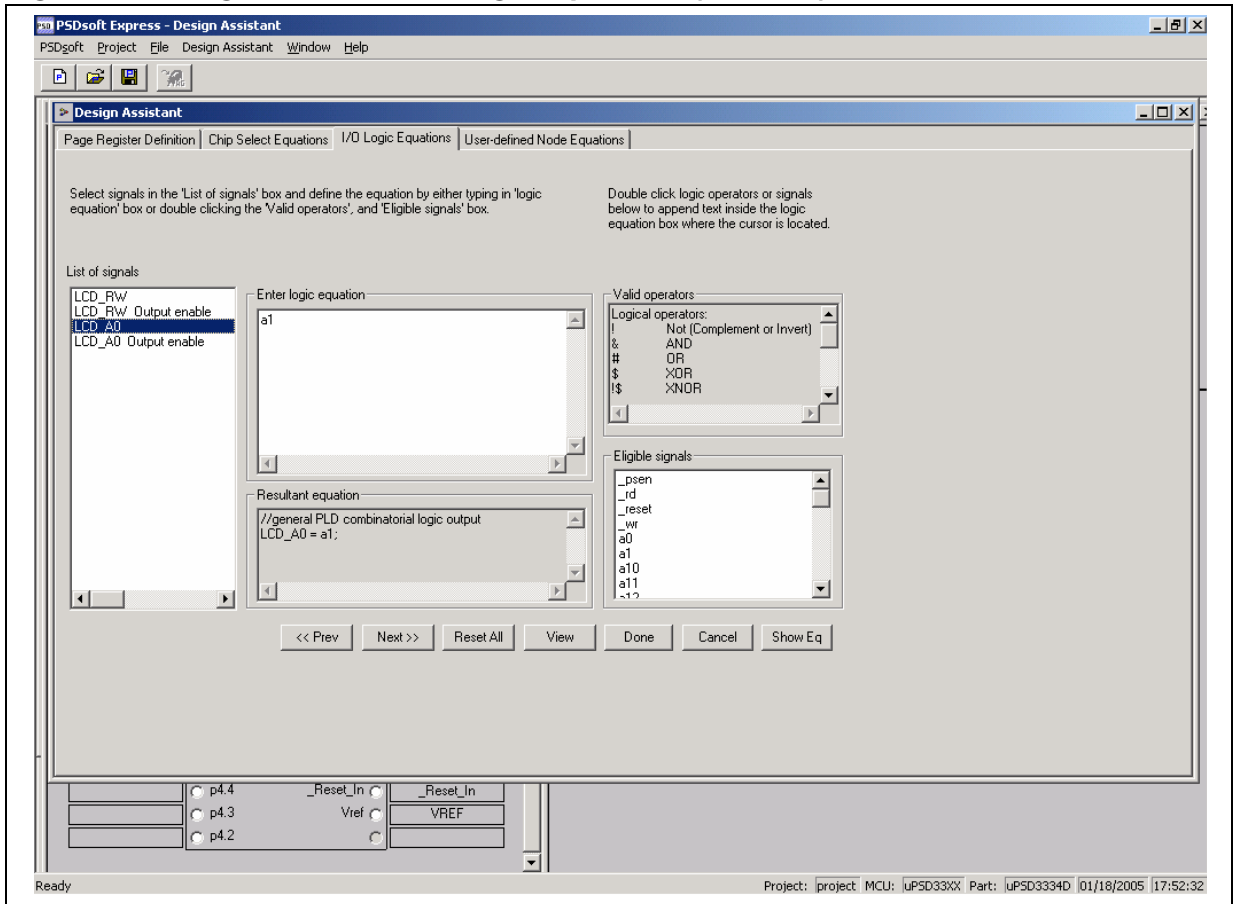 PSD PSDsoft Express - Design Assistant
PSDsoft Project File Design Assistant Window Help
Design Assistant
Page Register Definition Chip Select Equations I/O Logic Equations User-defined Node Equations
Select signals in the 'List of signals' box and define the equation by either typing in 'logic
equation' box or double clicking the 'Valid operators', and 'Eligible signals' box.
Double click logic operators or signals
below to append text inside the logic
equation box where the cursor is located.
List of signals
LCD_RW
LCD_RW Output enable
LCD_A0
LCD_A0 Output enable
Enter logic equation
a1
Resultant equation
//general PLD combinatorial logic output
LCD_A0 = a1;
Valid operators
Logical operators:
! Not (Complement or Invert)
& AND
# OR
$ XOR
!$ XNOR
Eligible signals
_psen
_rd
_reset
_wr
a0
a1
a10
a11
a12
<< Prev Next >> Reset All View Done Cancel Show Eq
p4.4 _Reset_In _Reset_In
p4.3 Vref VREF
p4.2
Ready Project: project MCU: uPSD33XX Part: uPSD3334D 01/18/2005 17:52:32